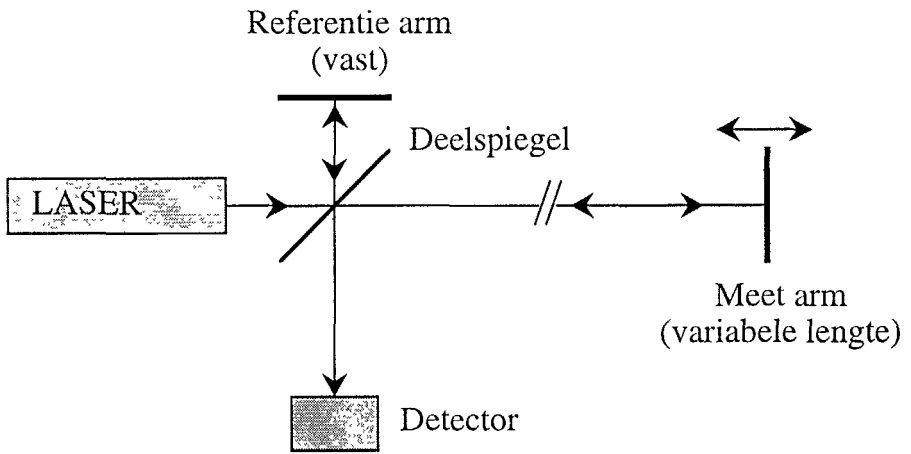 Referentie arm
(vast)
Deelspiegel
LASER
Meet arm
(variabele lengte)
Detector